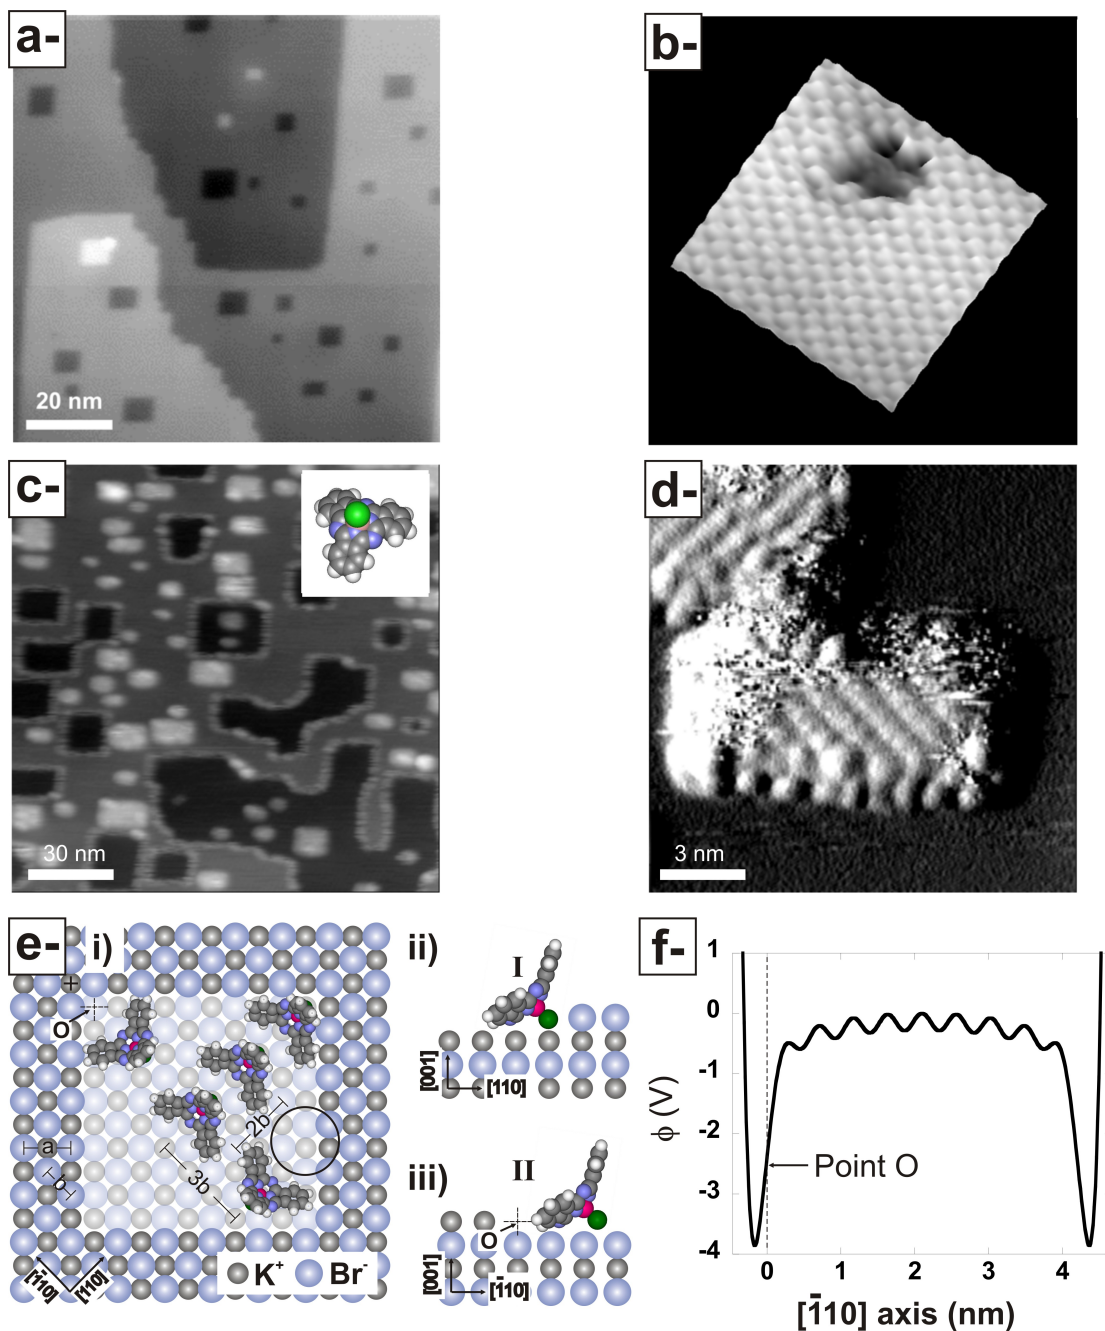 a-
20 nm
b-
c-
30 nm
d-
3 nm
e-
i)
+
O
a
b
2b
3b
[1̄10]
[110]
K⁺
Br⁻
ii)
I
[001]
[110]
iii)
II
O
[001]
[1̄10]
f-
1
0
-1
-2
-3
-4
ϕ (V)
Point O
0 1 2 3 4
[1̄10] axis (nm)